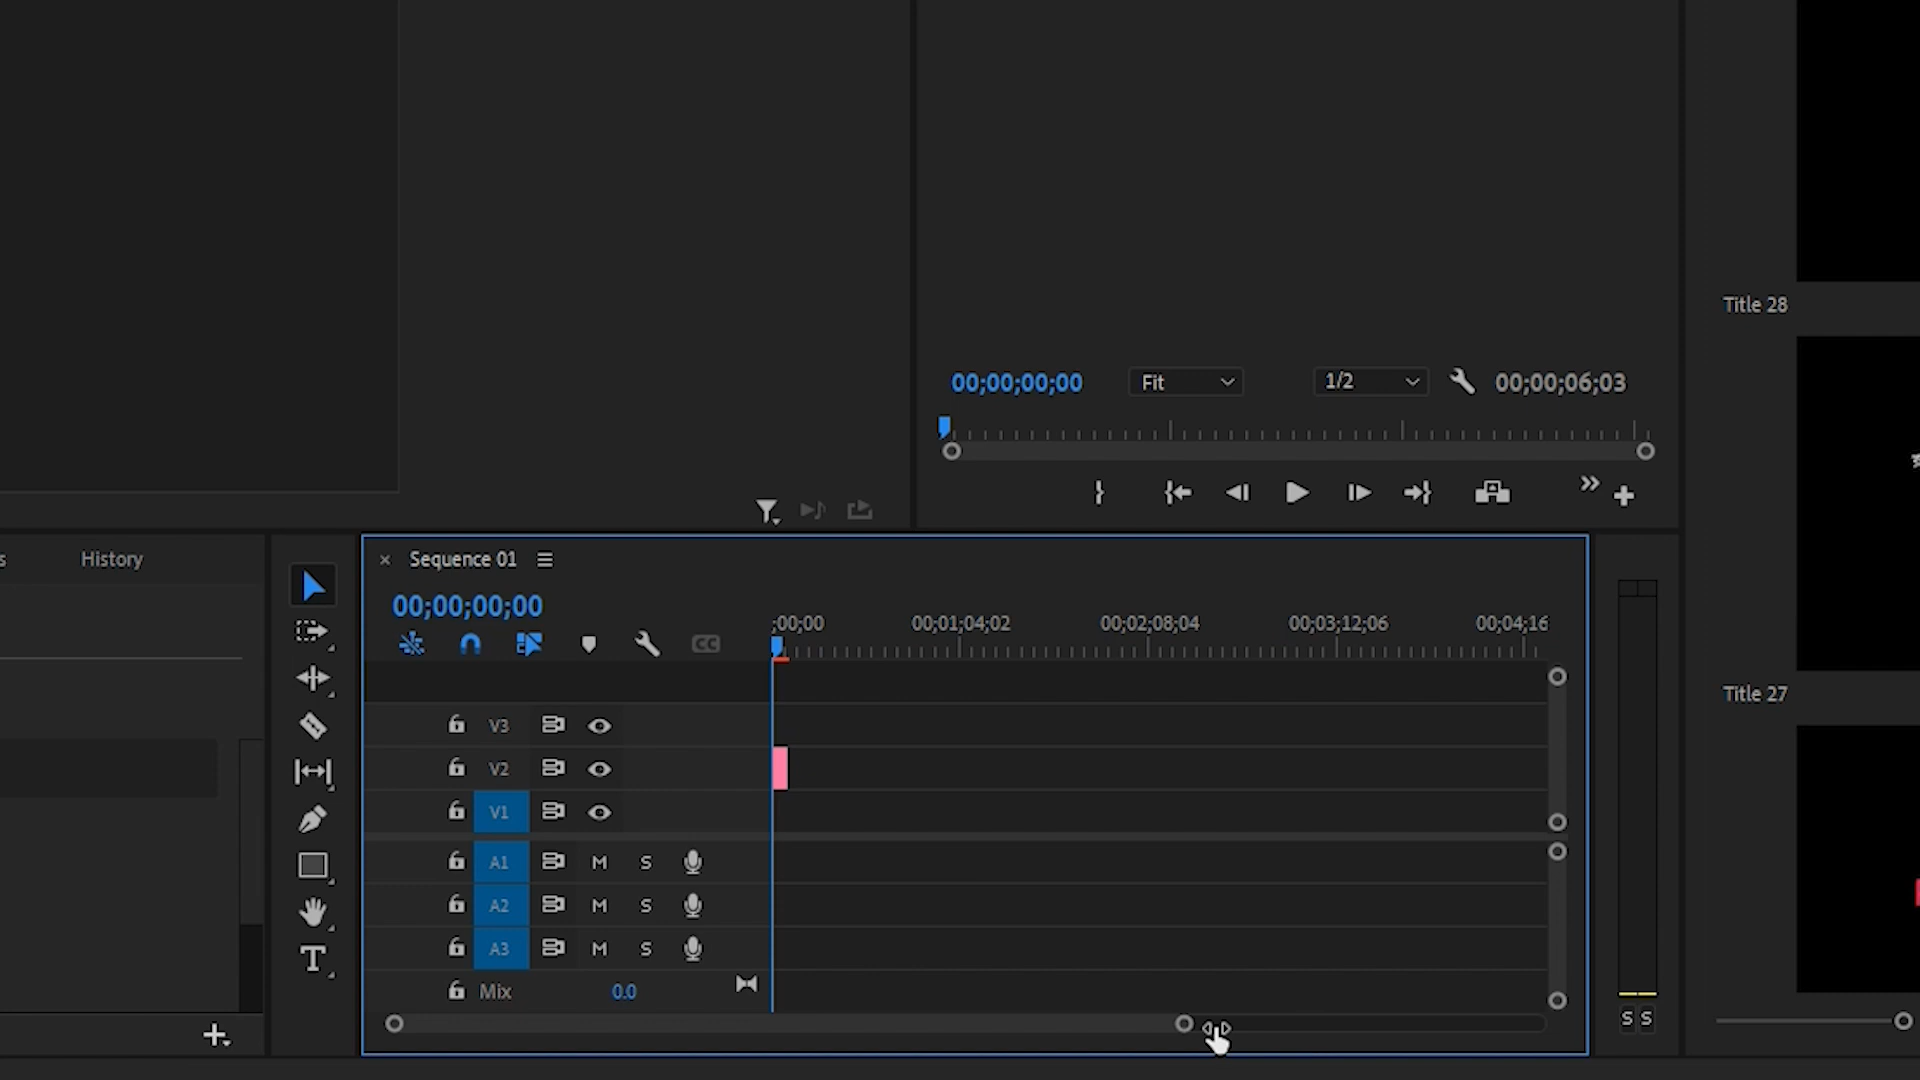 Title 28
00;00;00;00
Fit
1/2
00;00;06;03
s
History
Sequence 01
00;00;00;00
;00;00
00;01;04;02
00;02;08;04
00;03;12;06
00;04;16
CC
V3
V2
V1
Title 27
A1 M S
A2 M S
A3 M S
Mix 0.0
S S
T